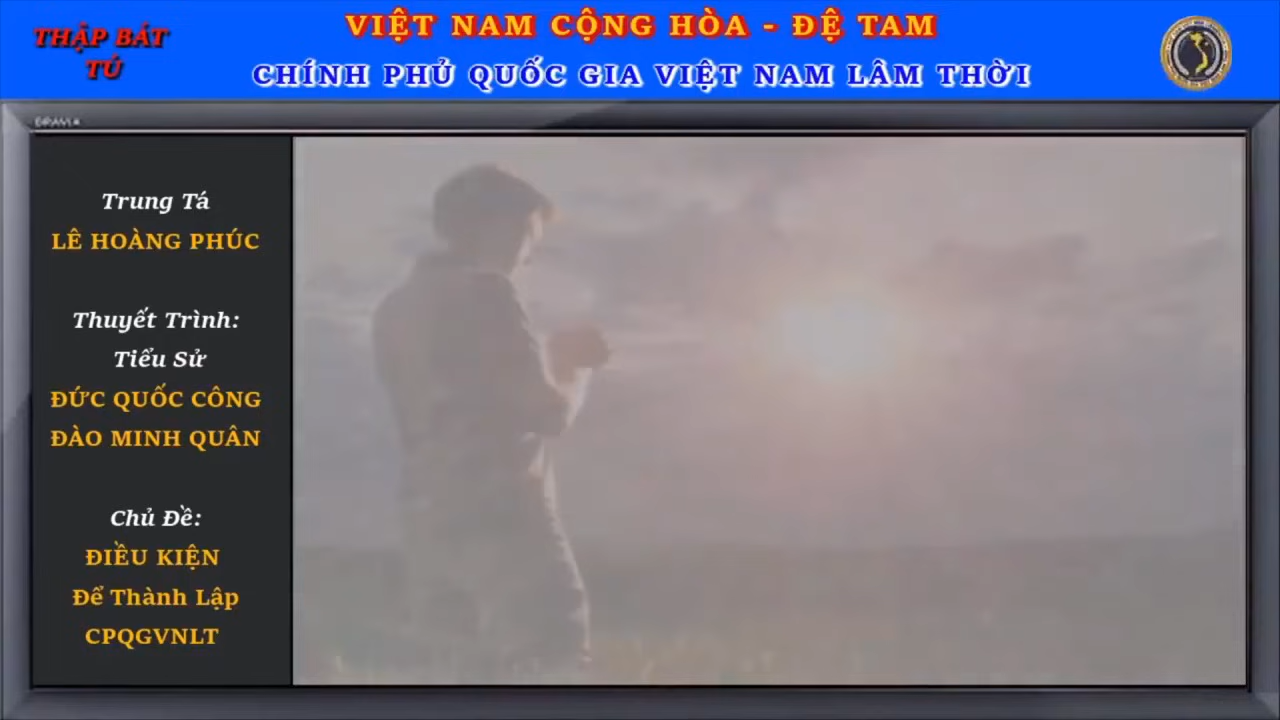 THẬP BÁT
TÚ
VIỆT NAM CỘNG HÒA - ĐỆ TAM
CHÍNH PHỦ QUỐC GIA VIỆT NAM LÂM THỜI
Trung Tá
LÊ HOÀNG PHÚC
Thuyết Trình:
Tiểu Sử
ĐỨC QUỐC CÔNG
ĐÀO MINH QUÂN
Chủ Đề:
ĐIỀU KIỆN
Để Thành Lập
CPQGVNLT